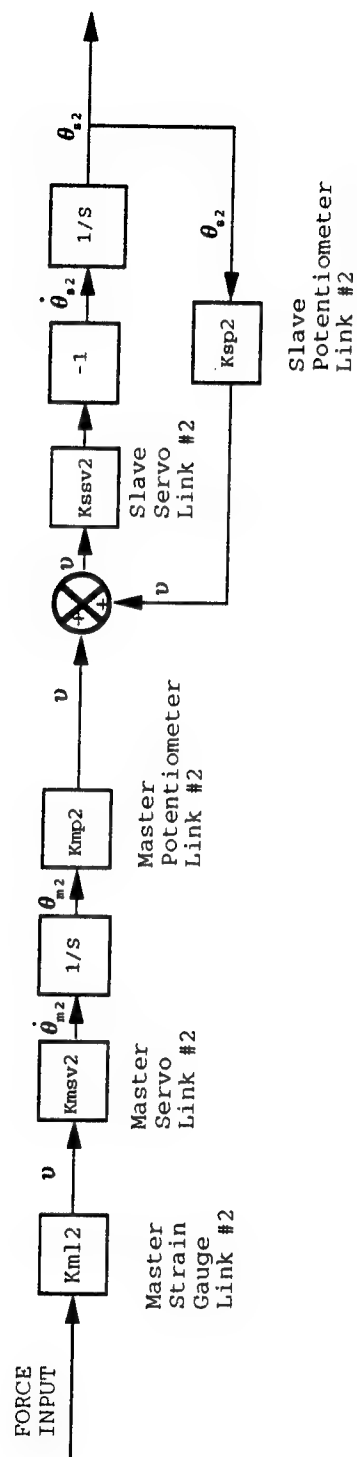 FORCE
INPUT
Kml2
Master
Strain
Gauge
Link #2
υ
Kmsv2
Master
Servo
Link #2
θ̇m2
1/S
θm2
Kmp2
Master
Potentiometer
Link #2
υ
+
+
υ
Kssv2
Slave
Servo
Link #2
-1
θ̇s2
1/S
θs2
θs2
Ksp2
Slave
Potentiometer
Link #2
υ